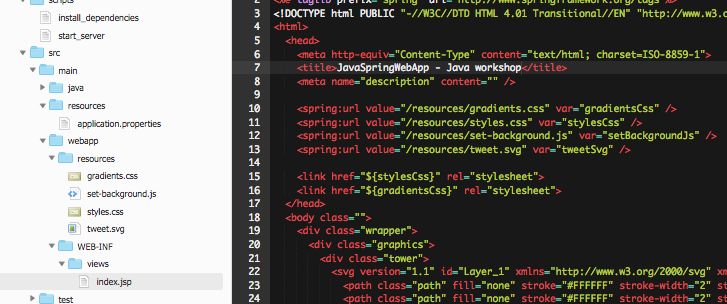 scripts
install_dependencies
start_server
src
main
java
resources
application.properties
webapp
resources
gradients.css
set-background.js
styles.css
tweet.svg
WEB-INF
views
index.jsp
test
2 <%@ taglib prefix="spring" uri="http://www.springframework.org/tags" %>
3 <!DOCTYPE html PUBLIC "-//W3C//DTD HTML 4.01 Transitional//EN" "http://www.w3.o
4 <html>
5 <head>
6 <meta http-equiv="Content-Type" content="text/html; charset=ISO-8859-1">
7 <title>JavaSpringWebApp - Java workshop</title>
8 <meta name="description" content="" />
9
10 <spring:url value="/resources/gradients.css" var="gradientsCss" />
11 <spring:url value="/resources/styles.css" var="stylesCss" />
12 <spring:url value="/resources/set-background.js" var="setBackgroundJs" />
13 <spring:url value="/resources/tweet.svg" var="tweetSvg" />
14
15 <link href="${stylesCss}" rel="stylesheet">
16 <link href="${gradientsCss}" rel="stylesheet">
17 </head>
18 <body class="">
19 <div class="wrapper">
20 <div class="graphics">
21 <div class="tower">
22 <svg version="1.1" id="Layer_1" xmlns="http://www.w3.org/2000/svg" x
23 <path class="path" fill="none" stroke="#FFFFFF" stroke-width="2" s
24 <path class="path" fill="none" stroke="#FFFFFF" stroke-width="2" s